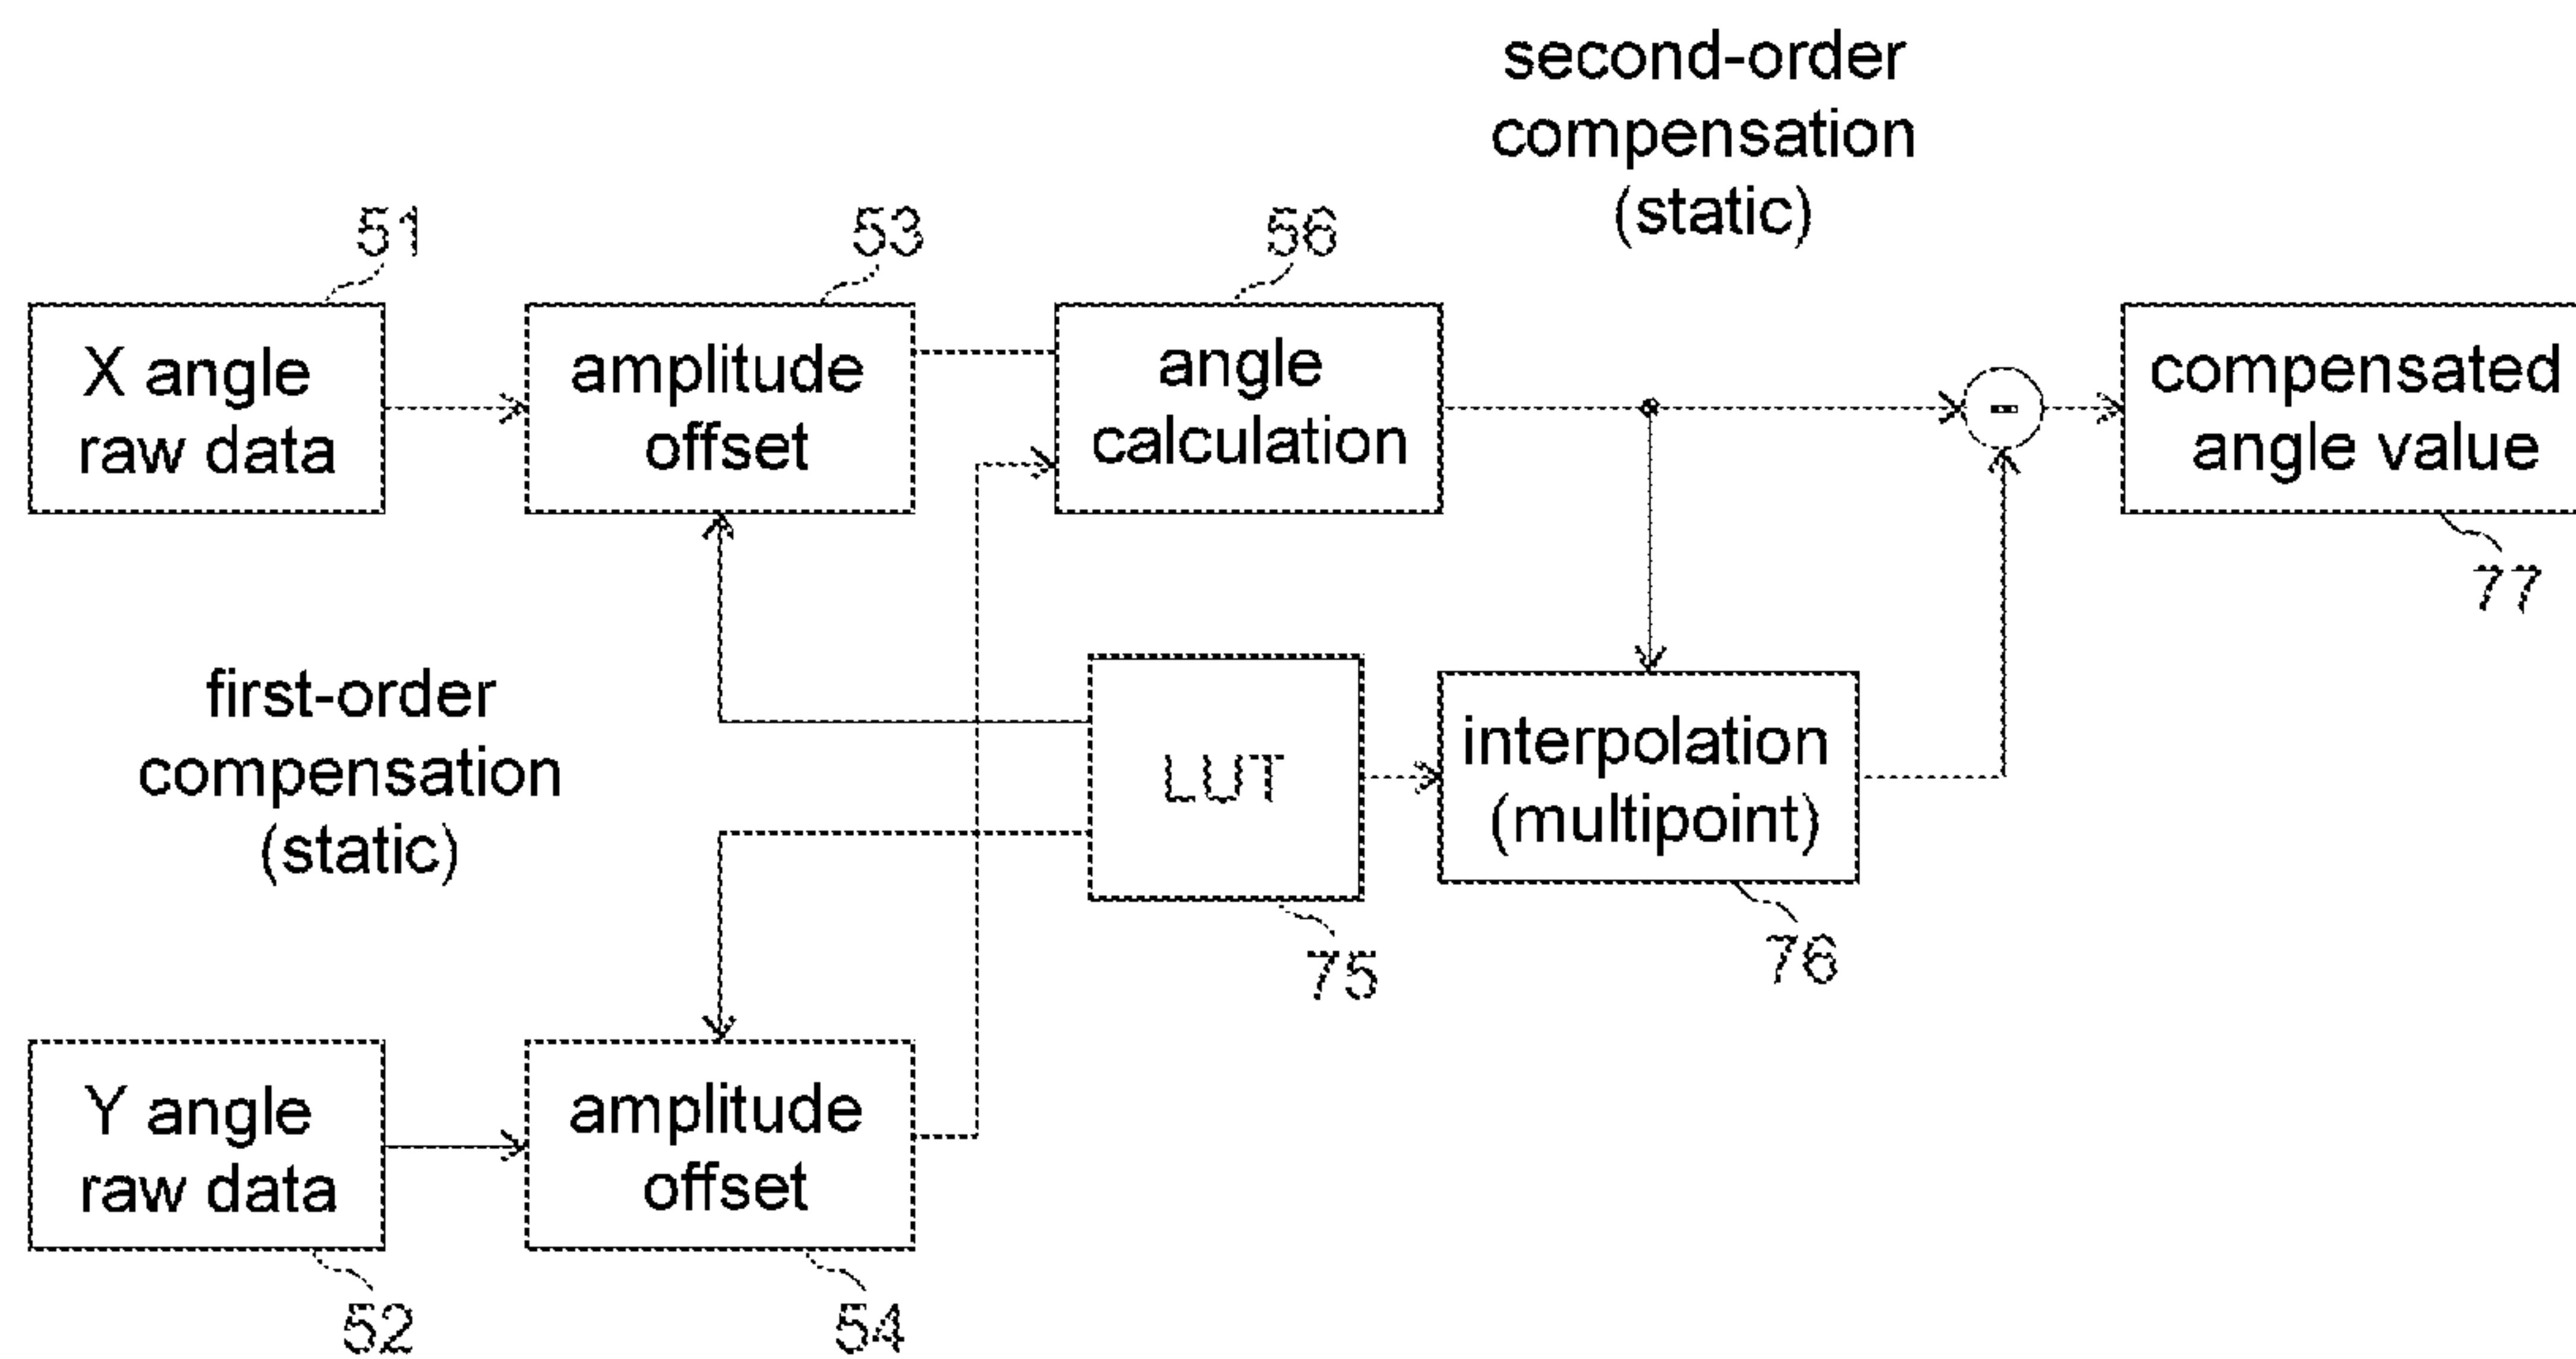 second-order
compensation
(static)
51
53
56
X angle
raw data
amplitude
offset
angle
calculation
-
compensated
angle value
77
first-order
compensation
(static)
LUT
interpolation
(multipoint)
75
76
Y angle
raw data
amplitude
offset
52
54